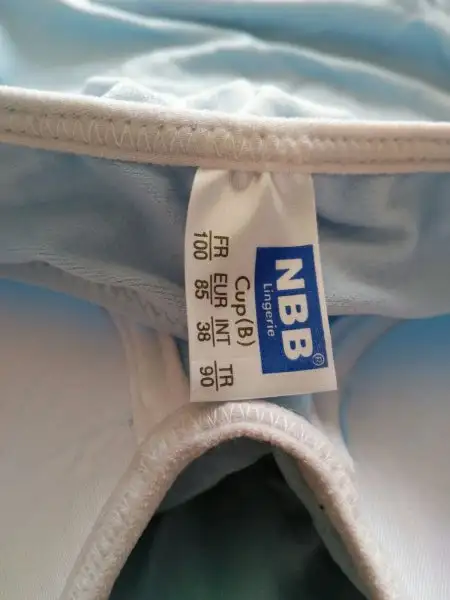 NBB®
Lingerie
Cup(B)
FR EUR INT TR
100 85 38 90